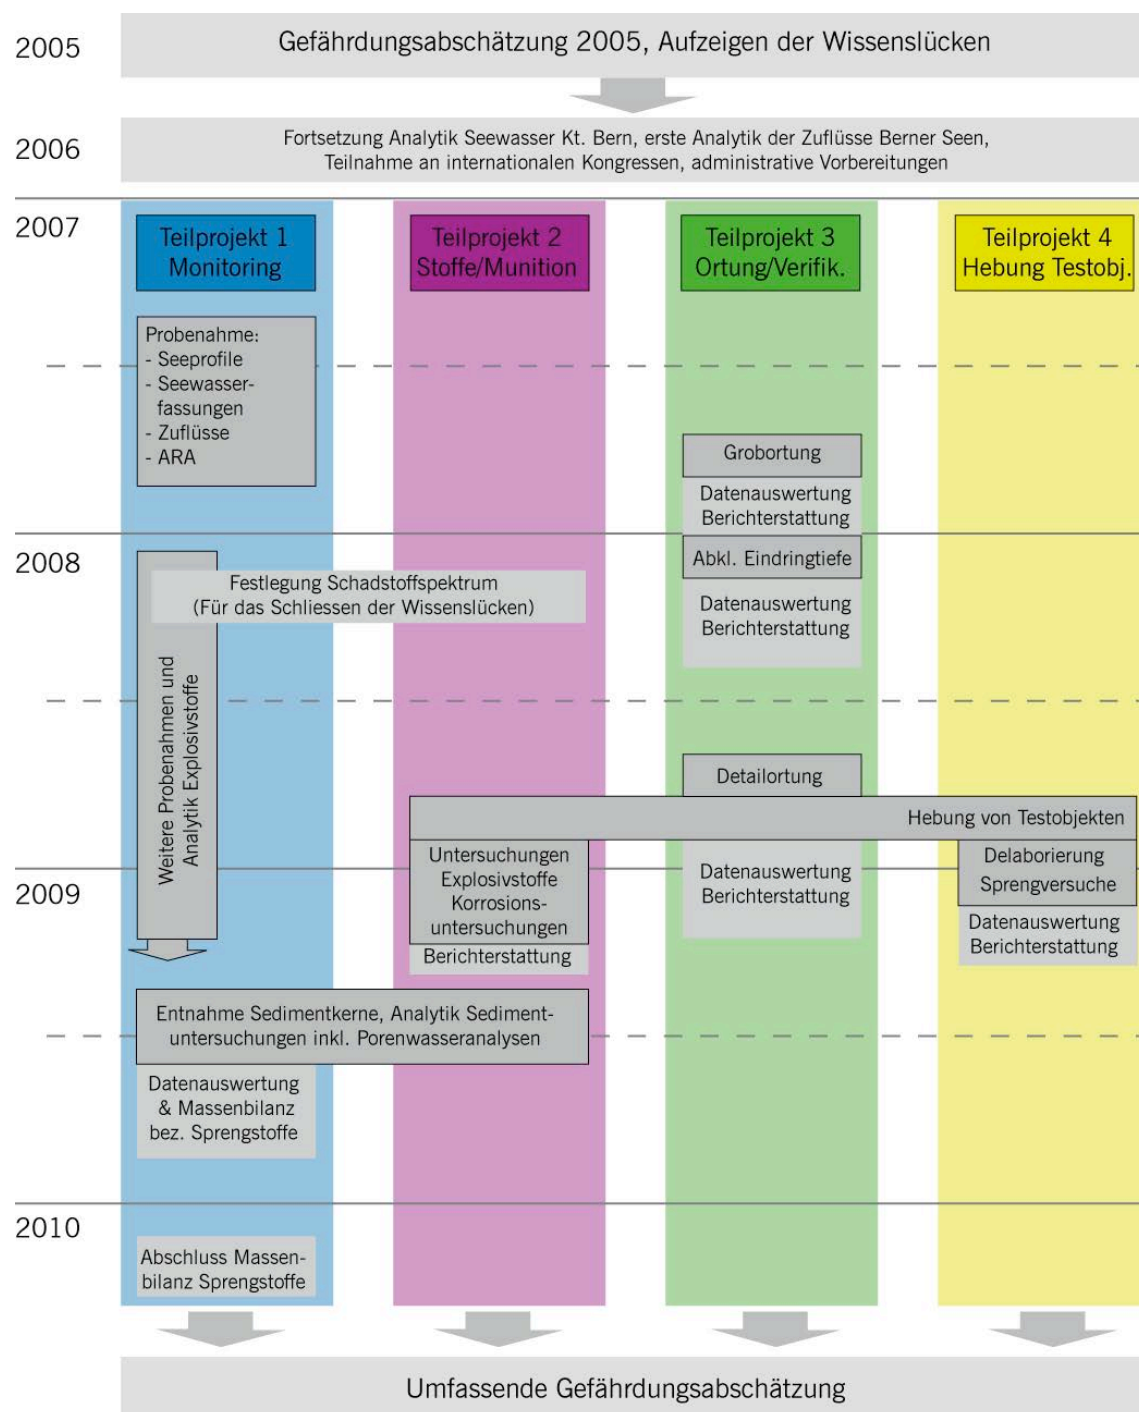 2005
Gefährdungsabschätzung 2005, Aufzeigen der Wissenslücken
2006
Fortsetzung Analytik Seewasser Kt. Bern, erste Analytik der Zuflüsse Berner Seen,
Teilnahme an internationalen Kongressen, administrative Vorbereitungen
2007
Teilprojekt 1
Monitoring
Teilprojekt 2
Stoffe/Munition
Teilprojekt 3
Ortung/Verifik.
Teilprojekt 4
Hebung Testobj.
Probenahme:
- Seeprofile
- Seewasser-
fassungen
- Zuflüsse
- ARA
Grobortung
Datenauswertung
Berichterstattung
2008
Abkl. Eindringtiefe
Festlegung Schadstoffspektrum
(Für das Schliessen der Wissenslücken)
Datenauswertung
Berichterstattung
Weitere Probenahmen und
Analytik Explosivstoffe
Detailortung
Hebung von Testobjekten
2009
Untersuchungen
Explosivstoffe
Korrosions-
untersuchungen
Berichterstattung
Datenauswertung
Berichterstattung
Delaborierung
Sprengversuche
Datenauswertung
Berichterstattung
Entnahme Sedimentkerne, Analytik Sediment-
untersuchungen inkl. Porenwasseranalysen
Datenauswertung
& Massenbilanz
bez. Sprengstoffe
2010
Abschluss Massen-
bilanz Sprengstoffe
Umfassende Gefährdungsabschätzung